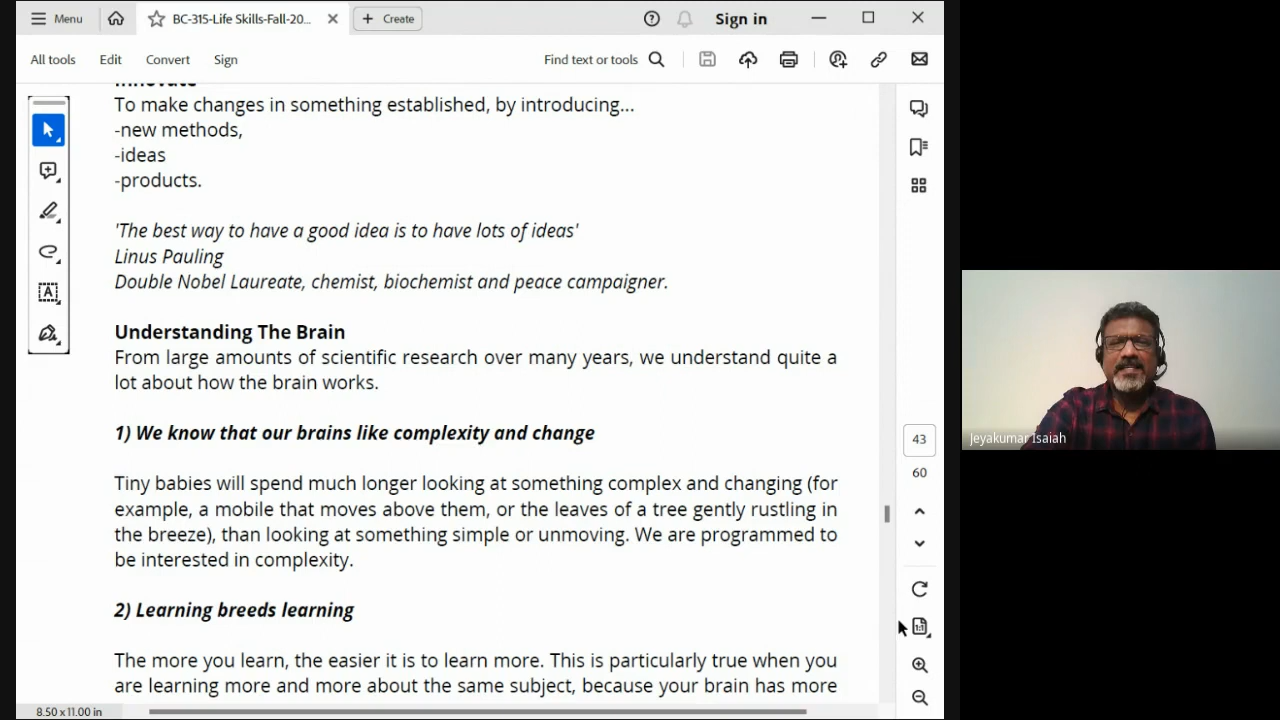 Menu
BC-315-Life Skills-Fall-20...
Create
Sign in
All tools
Edit
Convert
Sign
Find text or tools
Innovate
To make changes in something established, by introducing...
-new methods,
-ideas
-products.
'The best way to have a good idea is to have lots of ideas'
Linus Pauling
Double Nobel Laureate, chemist, biochemist and peace campaigner.
Understanding The Brain
From large amounts of scientific research over many years, we understand quite a
lot about how the brain works.
1) We know that our brains like complexity and change
Tiny babies will spend much longer looking at something complex and changing (for
example, a mobile that moves above them, or the leaves of a tree gently rustling in
the breeze), than looking at something simple or unmoving. We are programmed to
be interested in complexity.
2) Learning breeds learning
The more you learn, the easier it is to learn more. This is particularly true when you
are learning more and more about the same subject, because your brain has more
43
60
1:1
8.50 x 11.00 in
Jeyakumar Isaiah